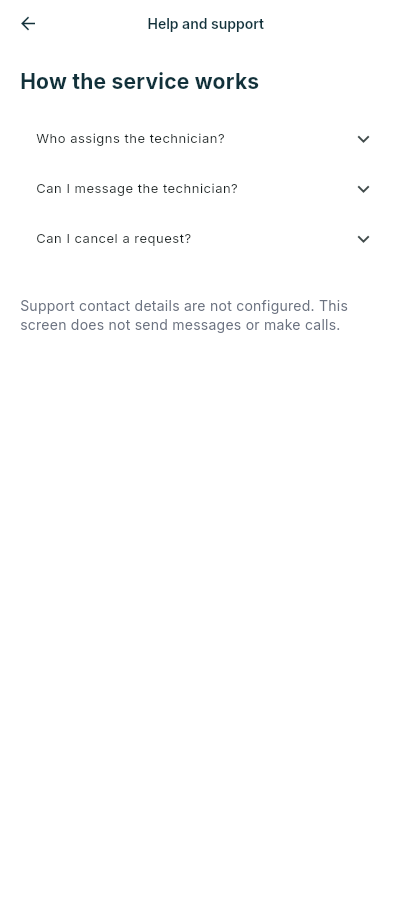 Help and support
How the service works
Who assigns the technician?
Can I message the technician?
Can I cancel a request?
Support contact details are not configured. This
screen does not send messages or make calls.